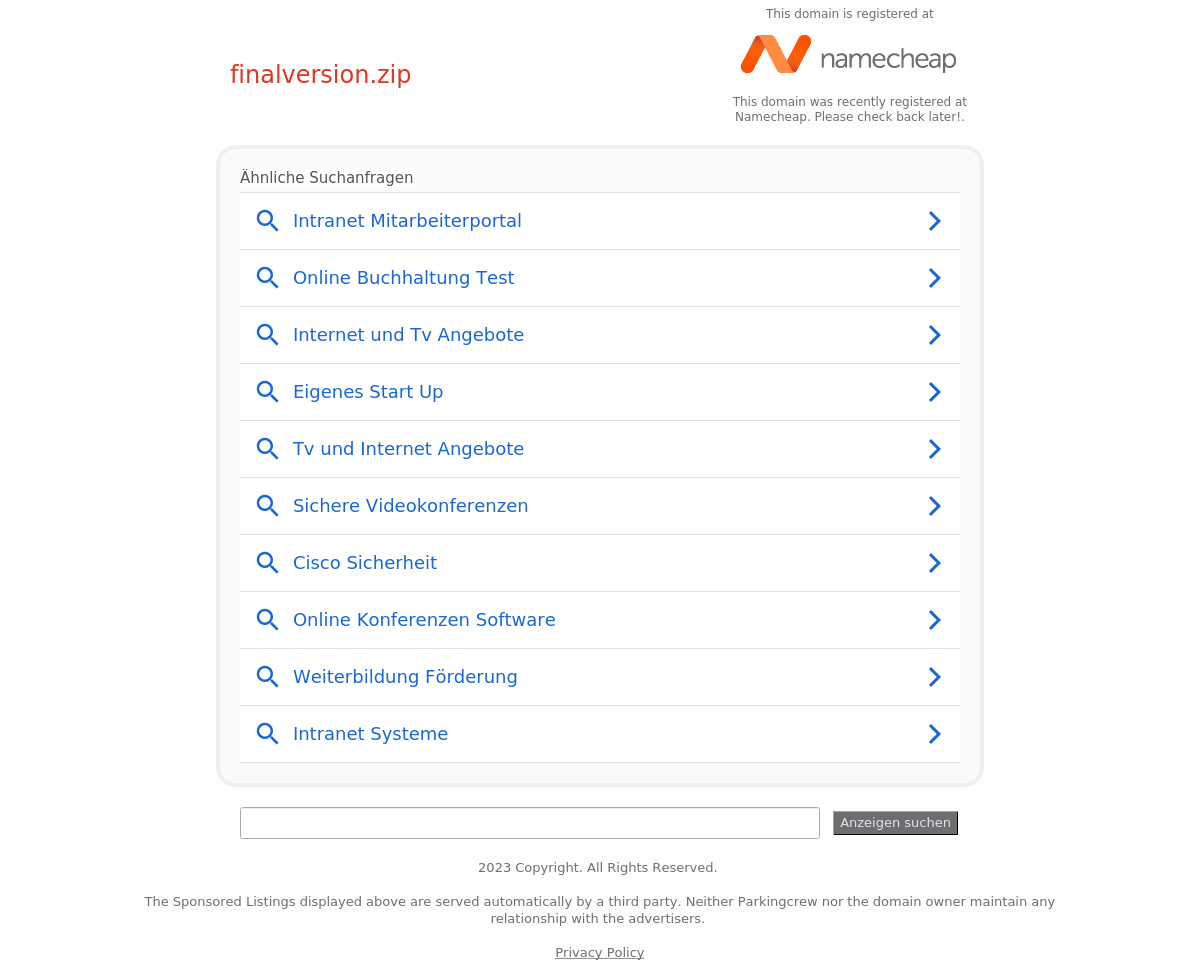 This domain is registered at
namecheap
finalversion.zip
This domain was recently registered at
Namecheap. Please check back later!.
Ähnliche Suchanfragen
Intranet Mitarbeiterportal
Online Buchhaltung Test
Internet und Tv Angebote
Eigenes Start Up
Tv und Internet Angebote
Sichere Videokonferenzen
Cisco Sicherheit
Online Konferenzen Software
Weiterbildung Förderung
Intranet Systeme
Anzeigen suchen
2023 Copyright. All Rights Reserved.
The Sponsored Listings displayed above are served automatically by a third party. Neither Parkingcrew nor the domain owner maintain any
relationship with the advertisers.
Privacy Policy